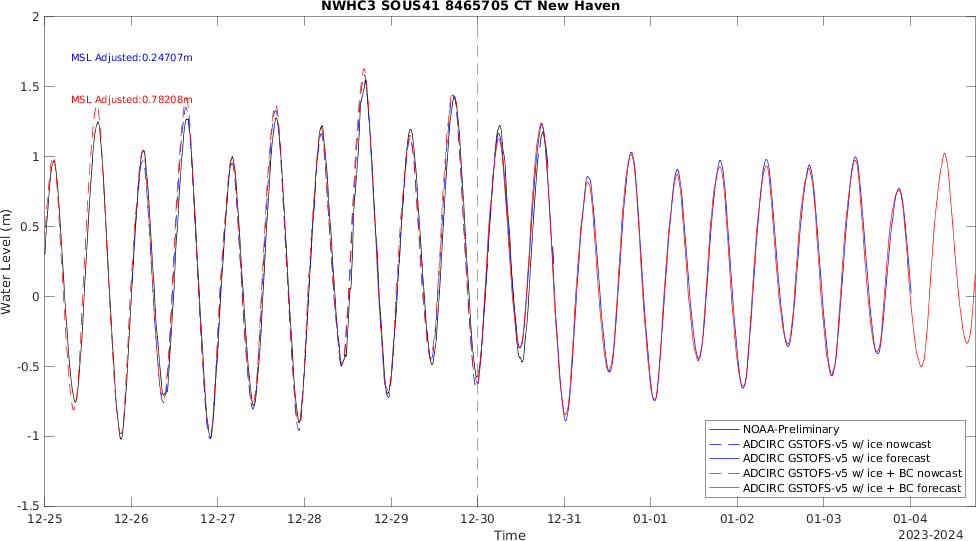 NWHC3 SOUS41 8465705 CT New Haven
2
1.5
1
0.5
0
-0.5
-1
-1.5
Water Level (m)
MSL Adjusted:0.24707m
MSL Adjusted:0.78208m
NOAA-Preliminary
ADCIRC GSTOFS-v5 w/ ice nowcast
ADCIRC GSTOFS-v5 w/ ice forecast
ADCIRC GSTOFS-v5 w/ ice + BC nowcast
ADCIRC GSTOFS-v5 w/ ice + BC forecast
12-25 12-26 12-27 12-28 12-29 12-30 12-31 01-01 01-02 01-03 01-04
Time
2023-2024